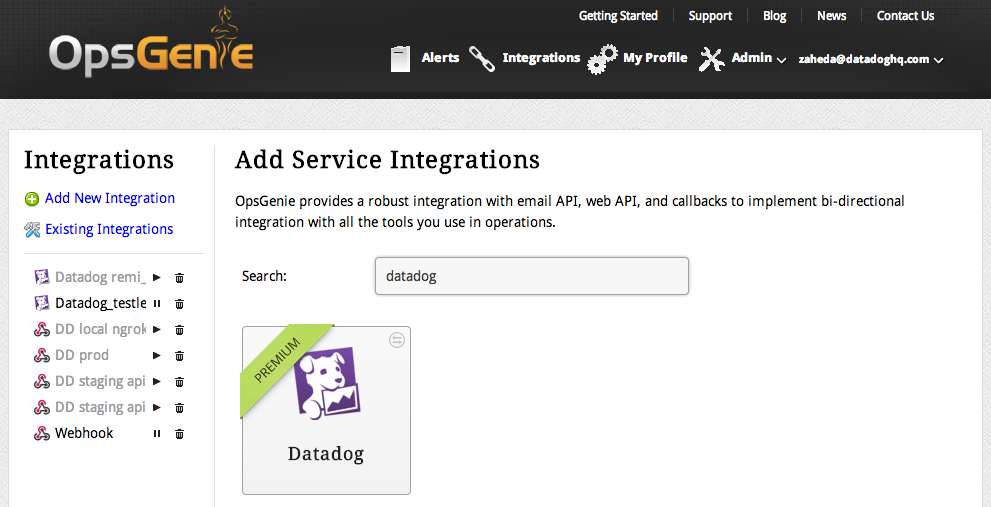 Getting Started Support Blog News Contact Us
OpsGenie
Alerts Integrations My Profile Admin zaheda@datadoghq.com
Integrations
Add New Integration
Existing Integrations
Datadog remi_
Datadog_testle
DD local ngrok
DD prod
DD staging api
DD staging api
Webhook
Add Service Integrations
OpsGenie provides a robust integration with email API, web API, and callbacks to implement bi-directional
integration with all the tools you use in operations.
Search: datadog
PREMIUM
Datadog